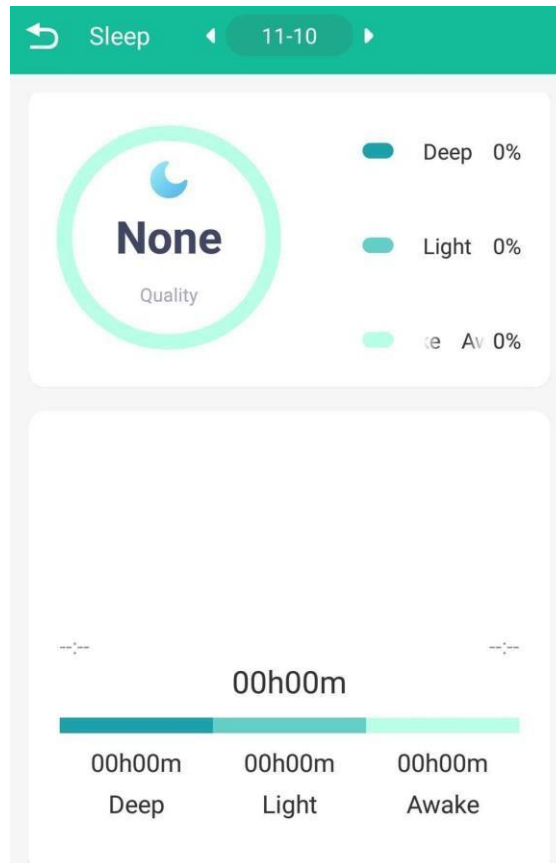 Sleep 11-10
Deep 0%
None
Light 0%
Quality
0%
--:-- --:--
00h00m
00h00m 00h00m 00h00m
Deep Light Awake